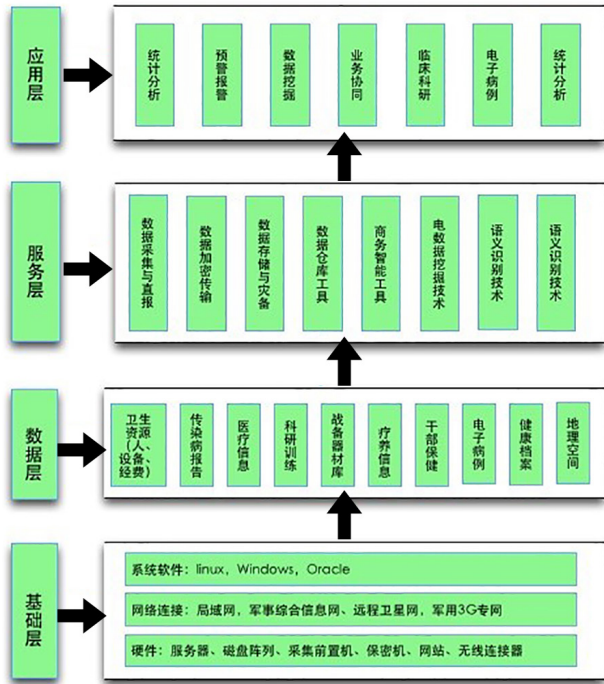 应用层
统计分析
预警报警
数据挖掘
业务协同
临床科研
电子病例
统计分析
服务层
数据采集与直报
数据加密传输
数据存储与灾备
数据仓库工具
商务智能工具
电数据挖掘技术
语义识别技术
语义识别技术
数据层
卫生
资源
(人、
设备、
经费)
传染病报告
医疗信息
科研训练
战备器材库
疗养信息
干部保健
电子病例
健康档案
地理空间
基础层
系统软件：linux，Windows，Oracle
网络连接：局域网，军事综合信息网、远程卫星网，军用3G专网
硬件：服务器、磁盘阵列、采集前置机、保密机、网站、无线连接器